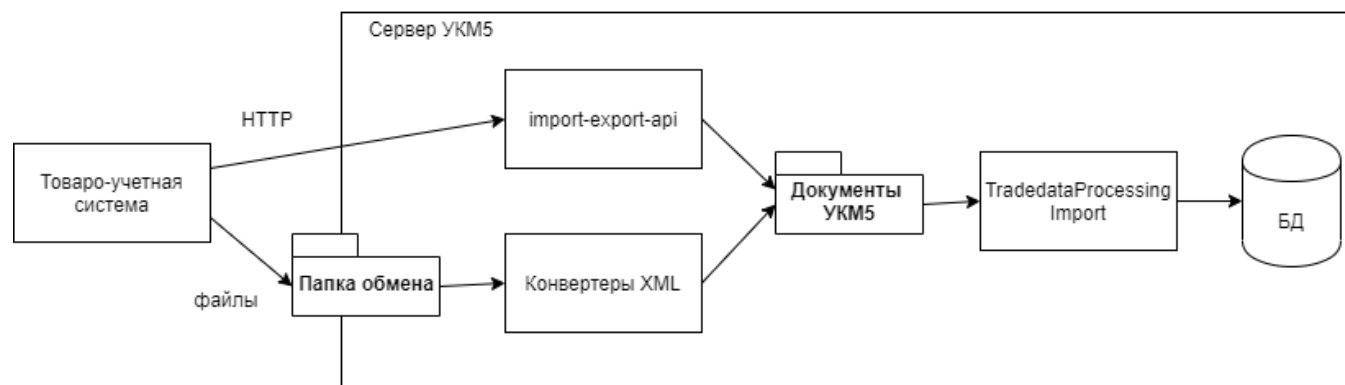 Сервер УКМ5
HTTP
import-export-api
Товаро-учетная
система
Документы
УКМ5
TradedataProcessing
Import
БД
Папка обмена
Конвертеры XML
файлы